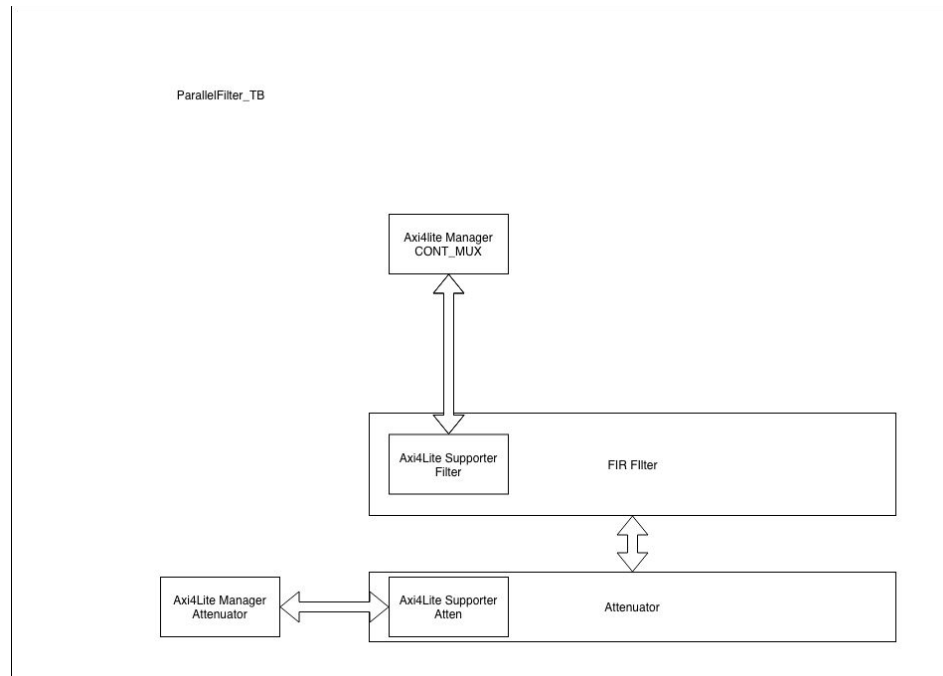 ParallelFilter_TB
Axi4lite Manager
CONT_MUX
Axi4Lite Supporter
Filter
FIR FIlter
Axi4Lite Manager
Attenuator
Axi4Lite Supporter
Atten
Attenuator